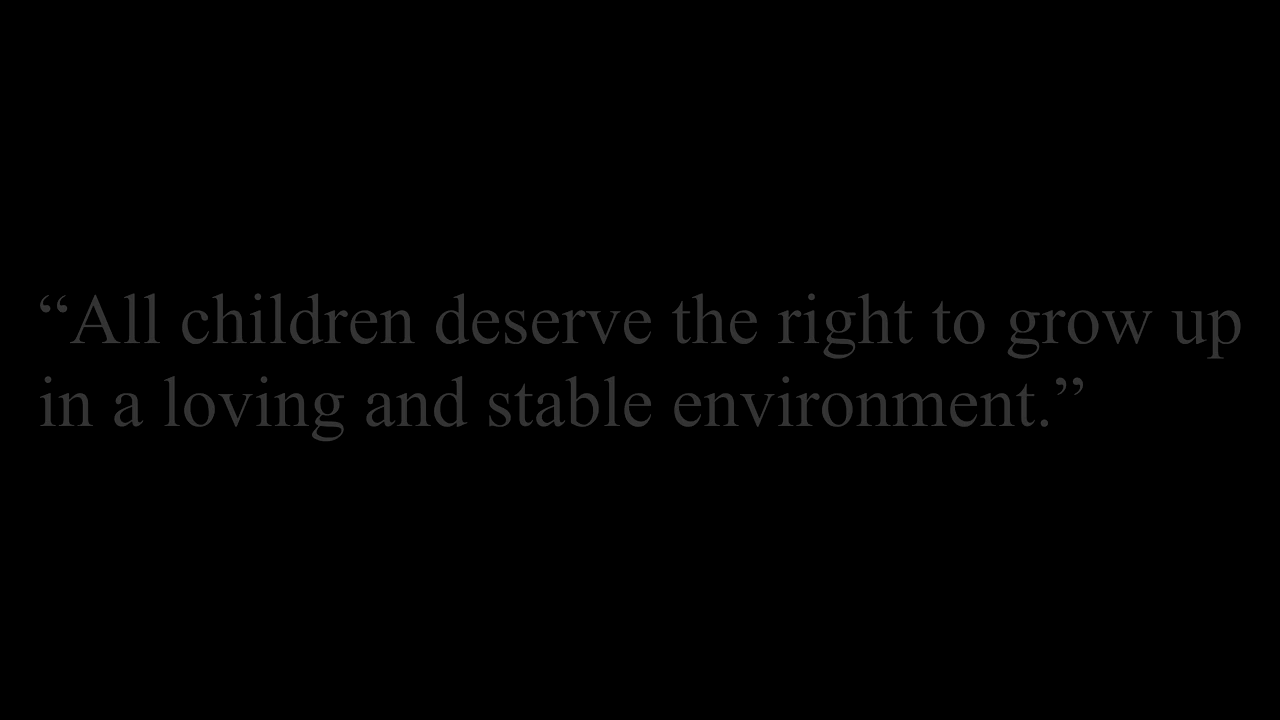 “All children deserve the right to grow up
in a loving and stable environment.”